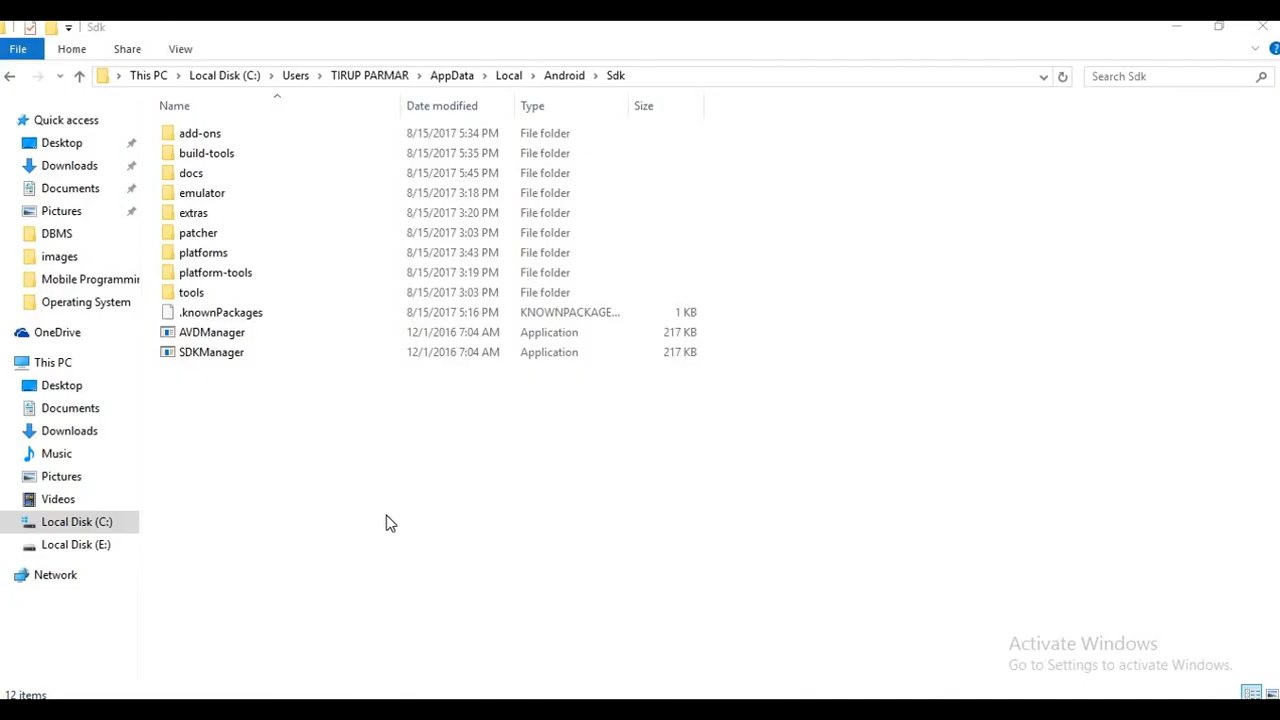 Sdk
File Home Share View
This PC Local Disk (C:) Users TIRUP PARMAR AppData Local Android Sdk Search Sdk
Name Date modified Type Size
Quick access
Desktop
Downloads
Documents
Pictures
DBMS
images
Mobile Programmin
Operating System
OneDrive
This PC
Desktop
Documents
Downloads
Music
Pictures
Videos
Local Disk (C:)
Local Disk (E:)
Network
add-ons 8/15/2017 5:34 PM File folder
build-tools 8/15/2017 5:35 PM File folder
docs 8/15/2017 5:45 PM File folder
emulator 8/15/2017 3:18 PM File folder
extras 8/15/2017 3:20 PM File folder
patcher 8/15/2017 3:03 PM File folder
platforms 8/15/2017 3:43 PM File folder
platform-tools 8/15/2017 3:19 PM File folder
tools 8/15/2017 3:03 PM File folder
.knownPackages 8/15/2017 5:16 PM KNOWNPACKAGE... 1 KB
AVDManager 12/1/2016 7:04 AM Application 217 KB
SDKManager 12/1/2016 7:04 AM Application 217 KB
Activate Windows
Go to Settings to activate Windows.
12 items